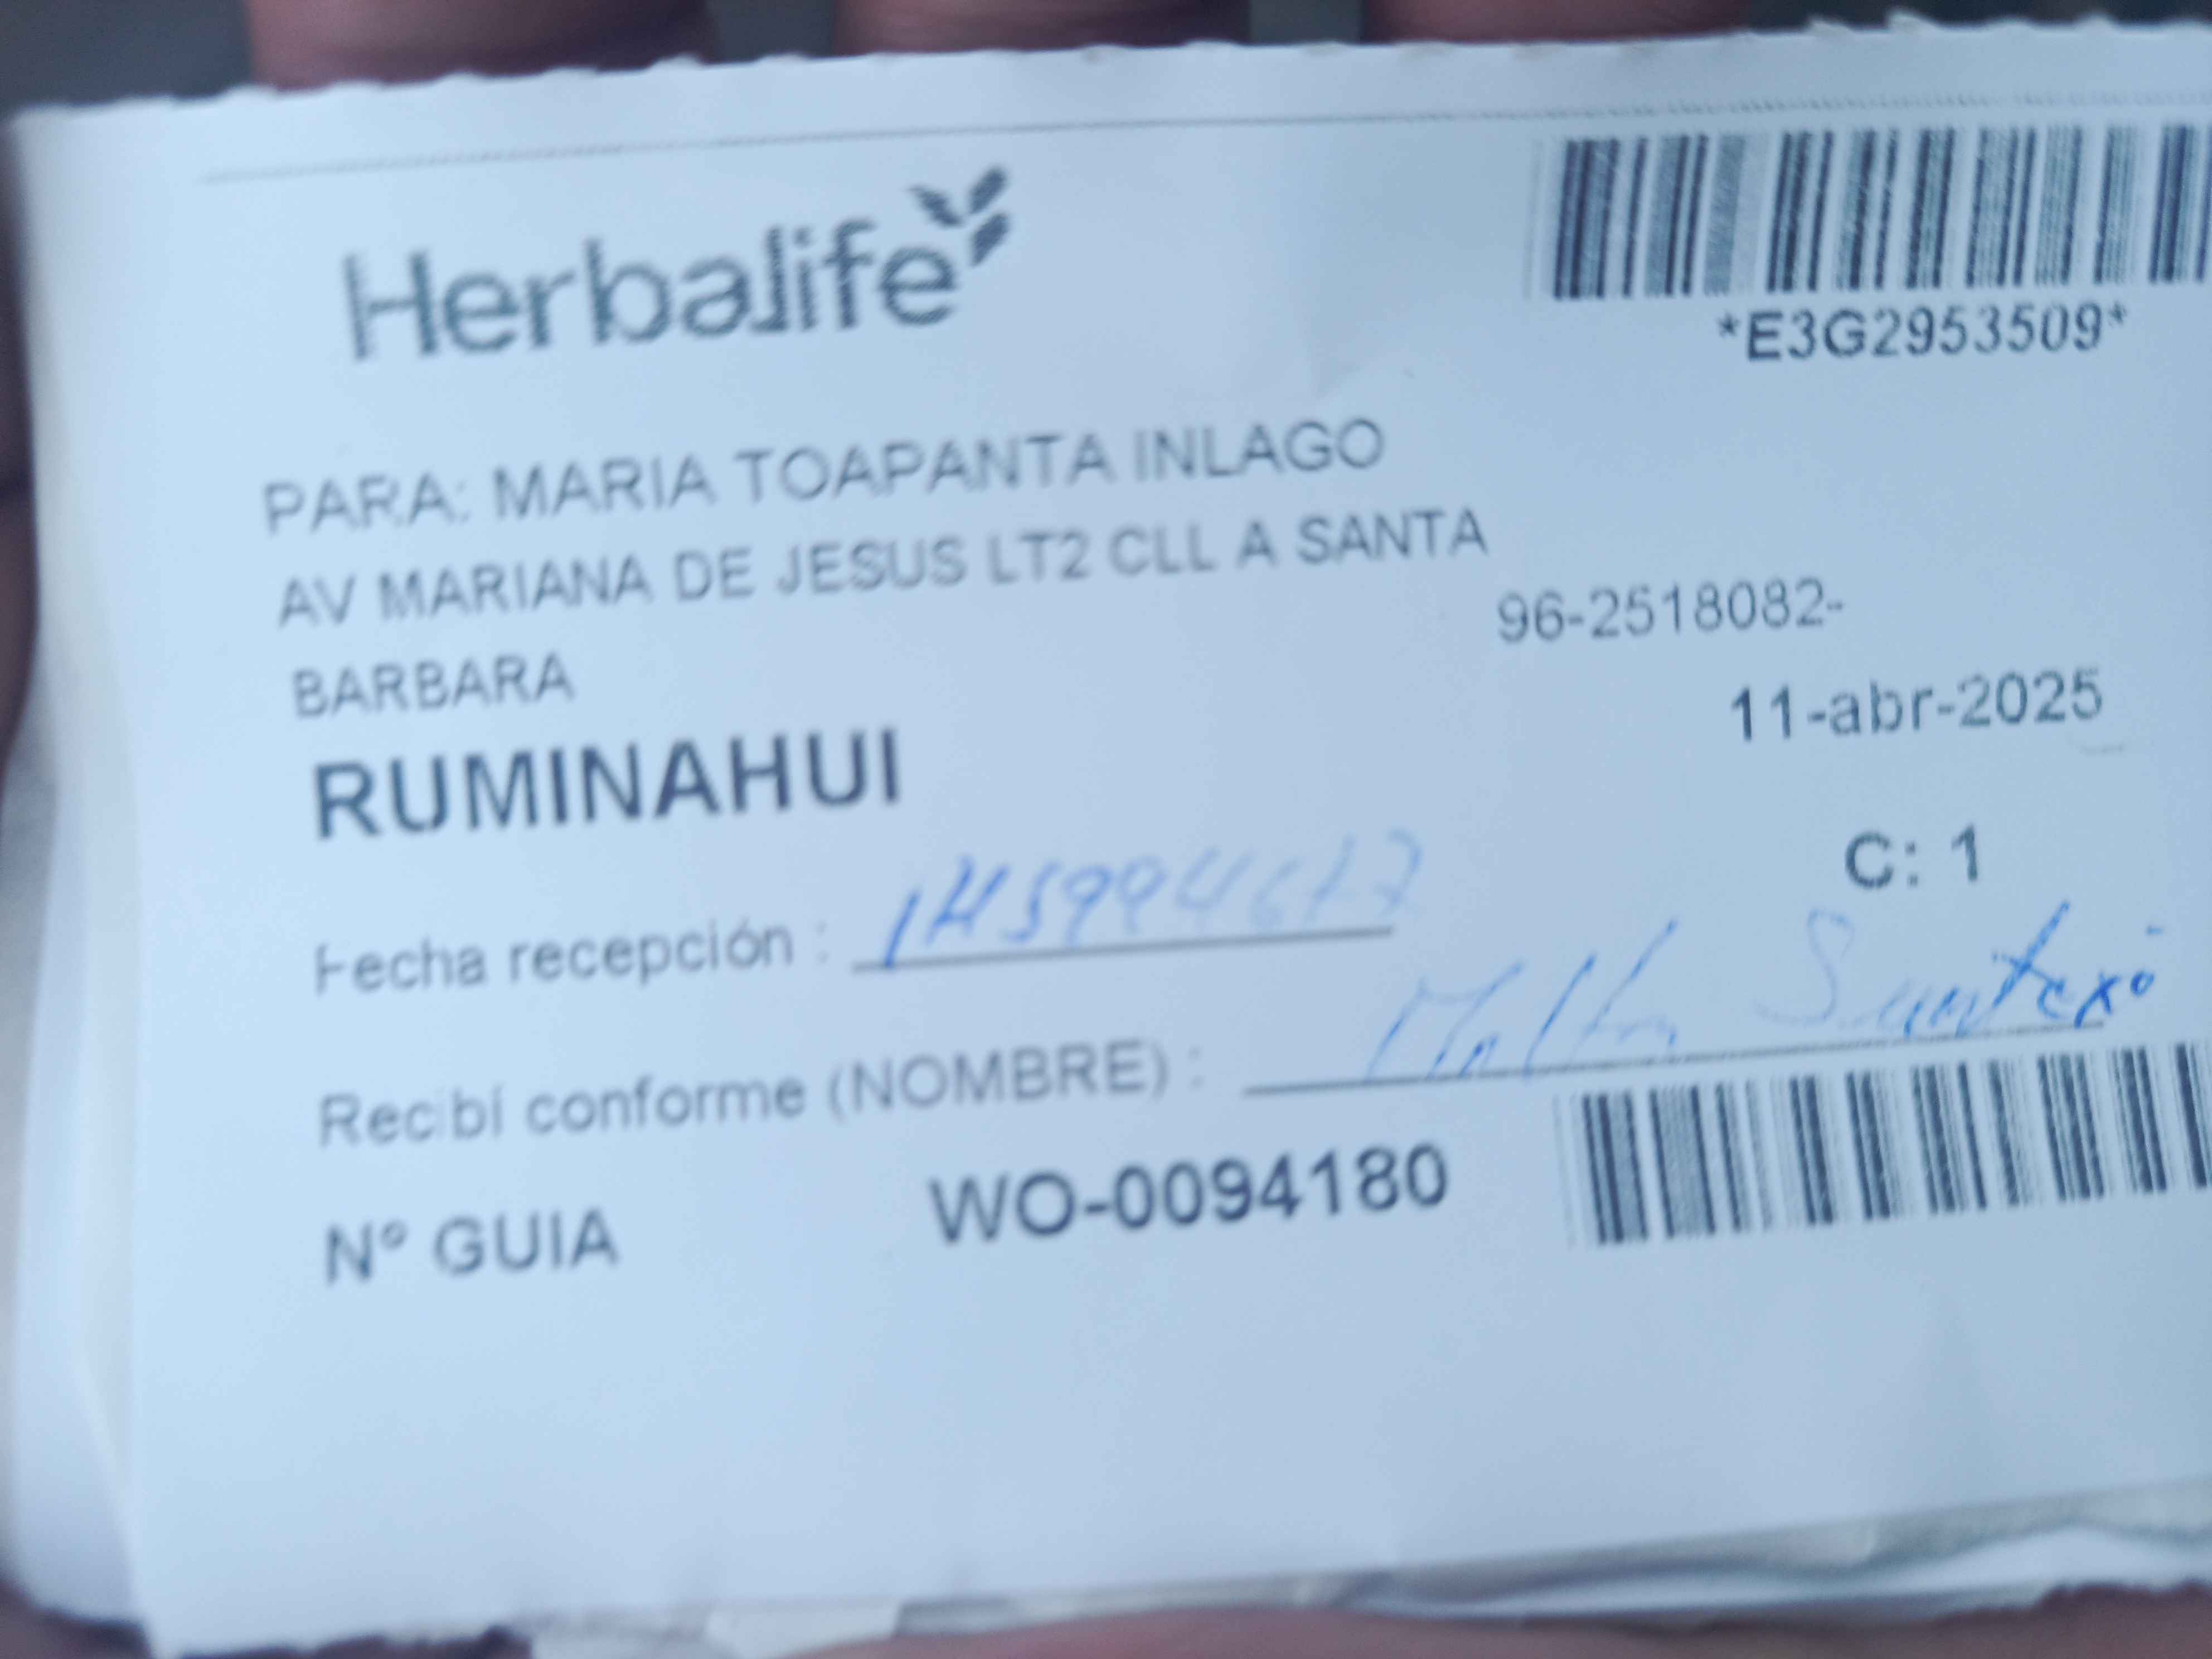 Herbalife
*E3G2953509*
PARA: MARIA TOAPANTA INLAGO
AV MARIANA DE JESUS LT2 CLL A SANTA
BARBARA
96-2518082-
11-abr-2025
RUMINAHUI
C: 1
Fecha recepción :
Recibí conforme (NOMBRE) :
Nº GUIA WO-0094180